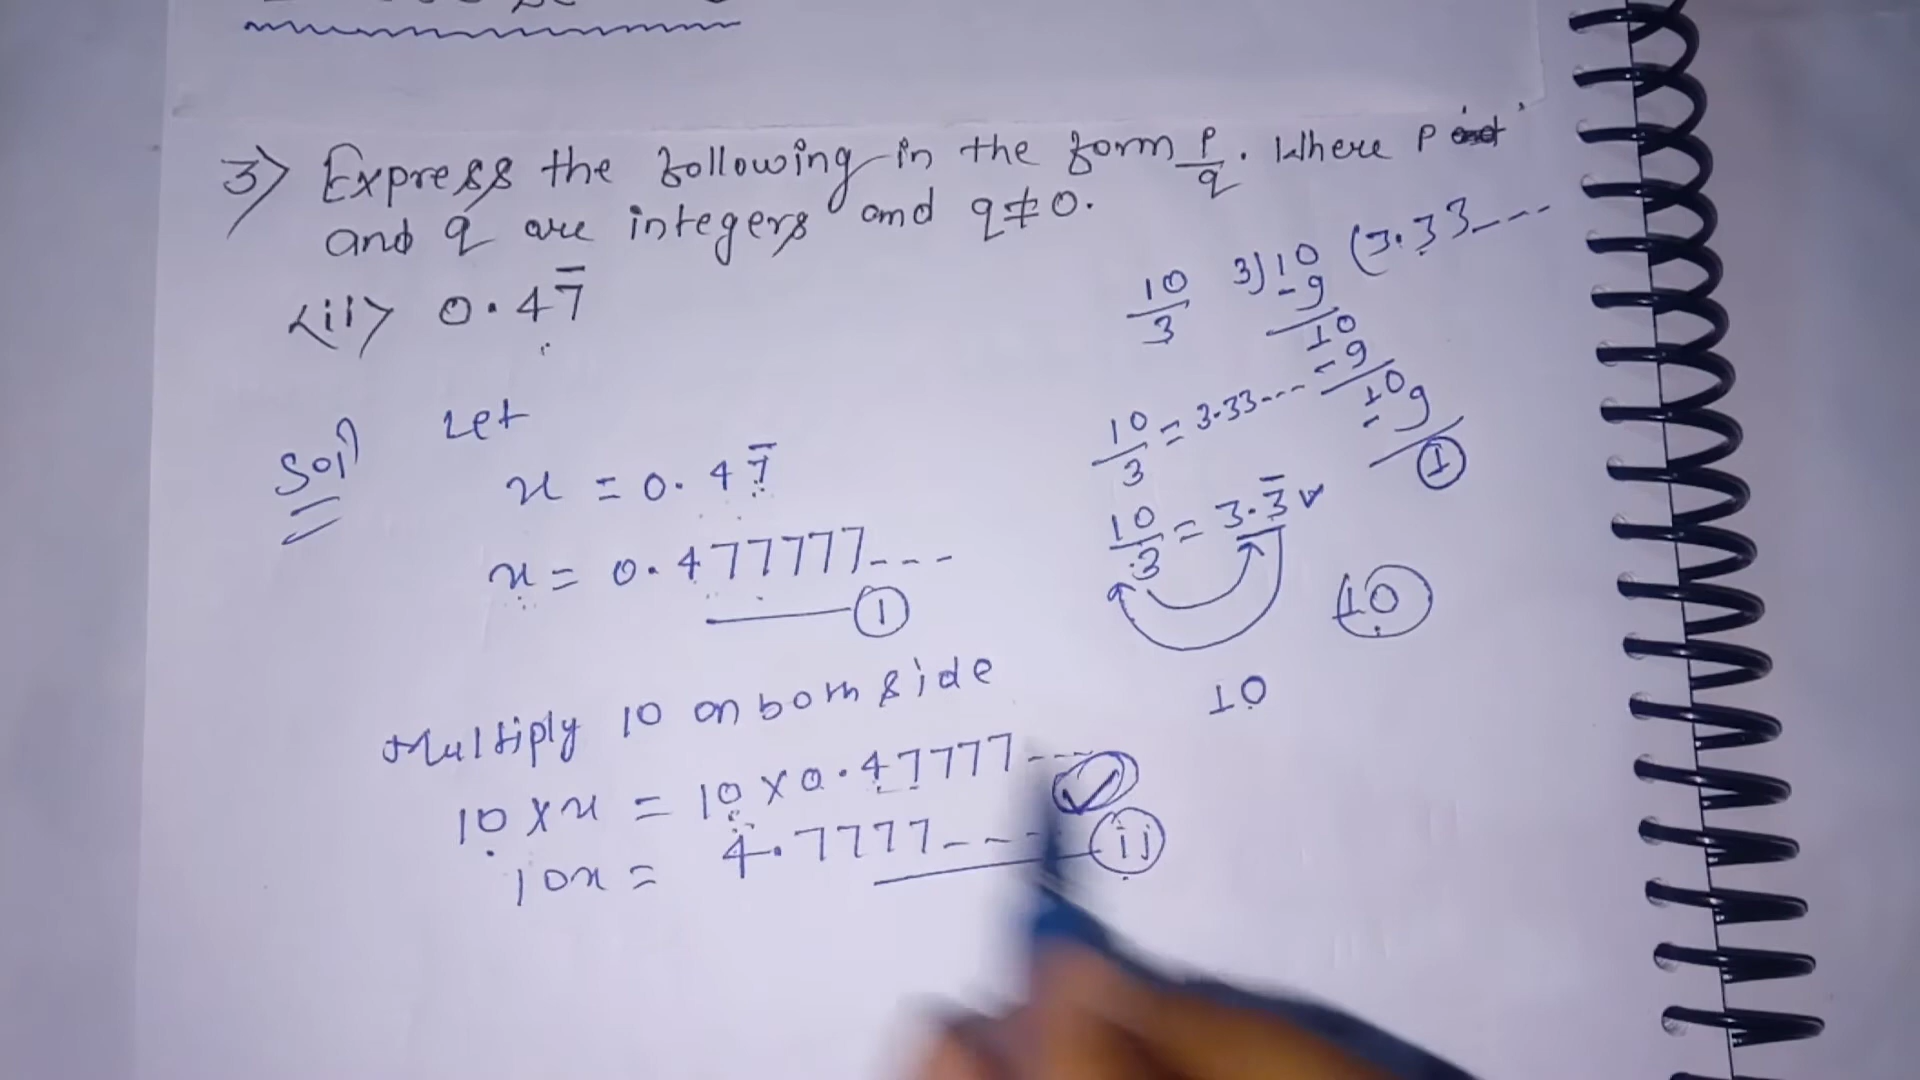 3) Express the following in the form p/q. Where p
and q are integers and q≠0.
<ii> 0.47̅
Sol^n Let
x = 0.47̅
x = 0.477777---
①
Multiply 10 on both side
10 × x = 10 × 0.47777---
10x = 4.7777---
(ii)
10/3 3)10(3.33---
-9
10
-9
10
-9
①
10/3 = 3.33---
10/3 = 3.3̅ ✓
10
10